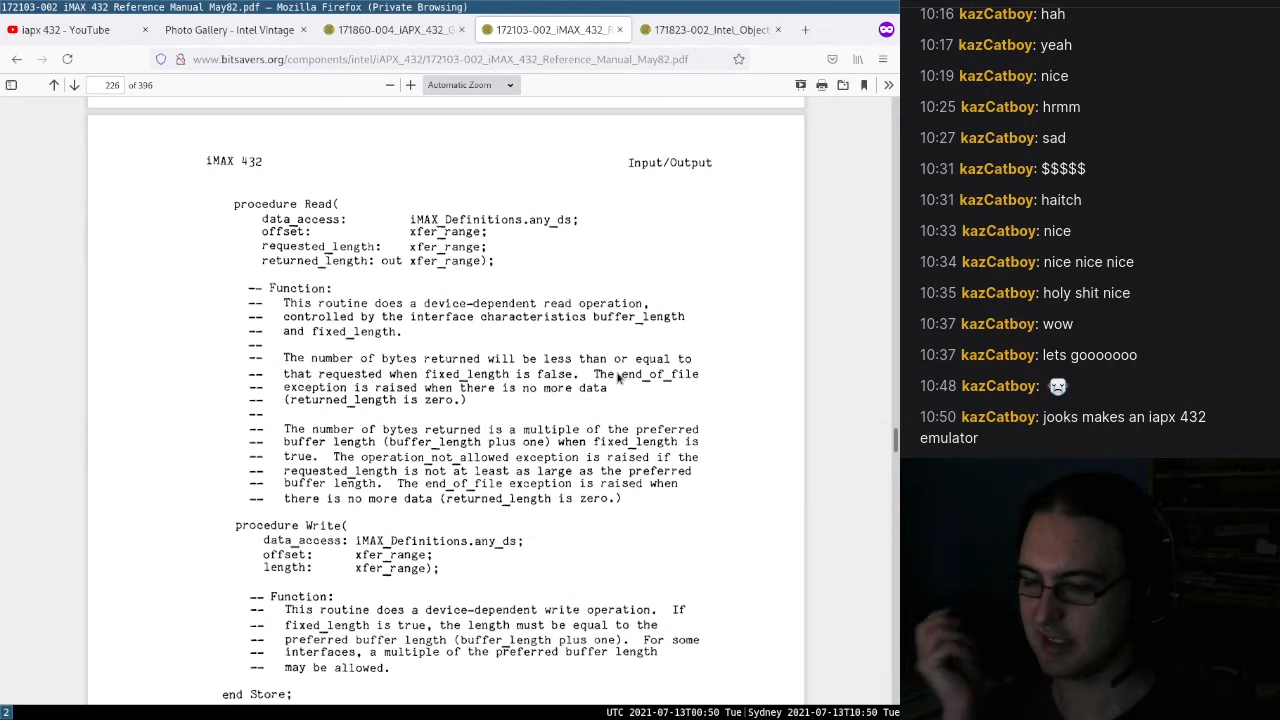 172103-002 iMAX 432 Reference Manual May82.pdf - Mozilla Firefox (Private Browsing)
iapx 432 - YouTube
Photo Gallery - Intel Vintage
171860-004_iAPX_432_G
172103-002_iMAX_432_R
171823-002_Intel_Object
www.bitsavers.org/components/intel/iAPX_432/172103-002_iMAX_432_Reference_Manual_May82.pdf
226 of 396
Automatic Zoom
iMAX 432 Input/Output
procedure Read(
data_access: iMAX_Definitions.any_ds;
offset: xfer_range;
requested_length: xfer_range;
returned_length: out xfer_range);
-- Function:
-- This routine does a device-dependent read operation,
-- controlled by the interface characteristics buffer_length
-- and fixed_length.
--
-- The number of bytes returned will be less than or equal to
-- that requested when fixed_length is false. The end_of_file
-- exception is raised when there is no more data
-- (returned_length is zero.)
--
-- The number of bytes returned is a multiple of the preferred
-- buffer length (buffer_length plus one) when fixed_length is
-- true. The operation_not_allowed exception is raised if the
-- requested_length is not at least as large as the preferred
-- buffer length. The end_of_file exception is raised when
-- there is no more data (returned_length is zero.)
procedure Write(
data_access: iMAX_Definitions.any_ds;
offset: xfer_range;
length: xfer_range);
-- Function:
-- This routine does a device-dependent write operation. If
-- fixed_length is true, the length must be equal to the
-- preferred buffer length (buffer_length plus one). For some
-- interfaces, a multiple of the preferred buffer length
-- may be allowed.
end Store;
10:16 kazCatboy: hah
10:17 kazCatboy: yeah
10:19 kazCatboy: nice
10:25 kazCatboy: hrmm
10:27 kazCatboy: sad
10:31 kazCatboy: $$$$$
10:31 kazCatboy: haitch
10:33 kazCatboy: nice
10:34 kazCatboy: nice nice nice
10:35 kazCatboy: holy shit nice
10:37 kazCatboy: wow
10:37 kazCatboy: lets gooooooo
10:48 kazCatboy:
10:50 kazCatboy: jooks makes an iapx 432
emulator
2
UTC 2021-07-13T00:50 Tue|Sydney 2021-07-13T10:50 Tue